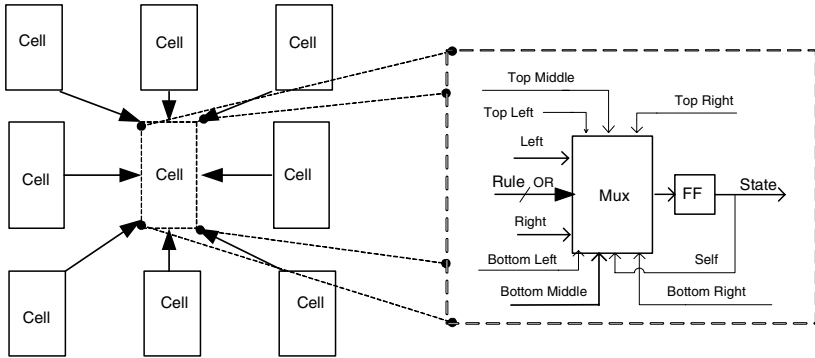 Cell
Cell
Cell
Cell
Cell
Cell
Cell
Cell
Cell
Top Middle
Top Left
Top Right
Left
Rule OR
Mux
FF
State
Right
Bottom Left
Self
Bottom Middle
Bottom Right